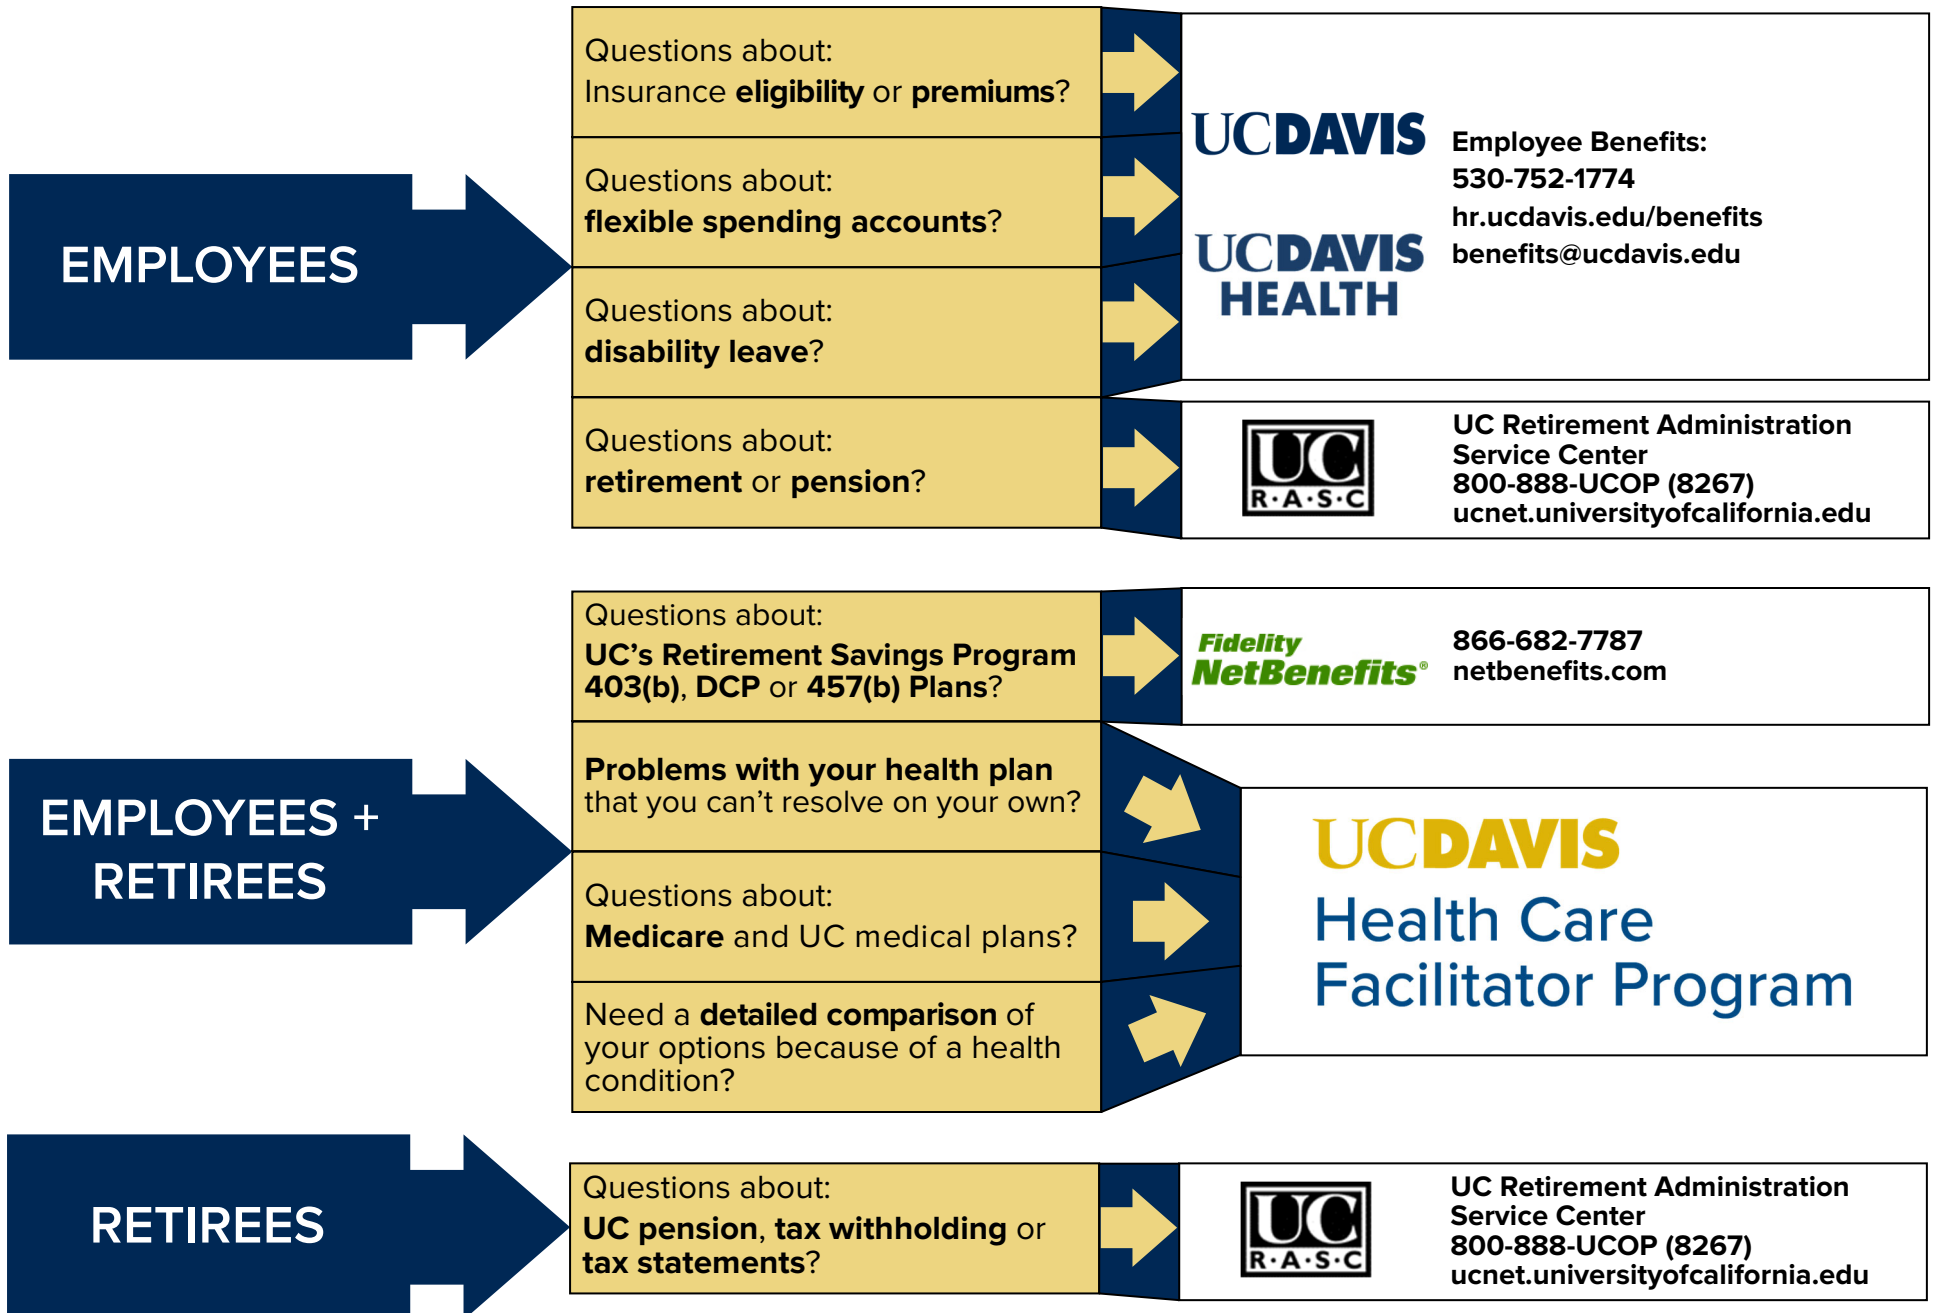 EMPLOYEES
Questions about:
Insurance eligibility or premiums?
Questions about:
flexible spending accounts?
Questions about:
disability leave?
UCDAVIS
UCDAVIS
HEALTH
Employee Benefits:
530-752-1774
hr.ucdavis.edu/benefits
benefits@ucdavis.edu
Questions about:
retirement or pension?
UC
R·A·S·C
UC Retirement Administration
Service Center
800-888-UCOP (8267)
ucnet.universityofcalifornia.edu
EMPLOYEES +
RETIREES
Questions about:
UC’s Retirement Savings Program
403(b), DCP or 457(b) Plans?
Fidelity
NetBenefits®
866-682-7787
netbenefits.com
Problems with your health plan
that you can’t resolve on your own?
Questions about:
Medicare and UC medical plans?
Need a detailed comparison of
your options because of a health
condition?
UCDAVIS
Health Care
Facilitator Program
RETIREES
Questions about:
UC pension, tax withholding or
tax statements?
UC
R·A·S·C
UC Retirement Administration
Service Center
800-888-UCOP (8267)
ucnet.universityofcalifornia.edu